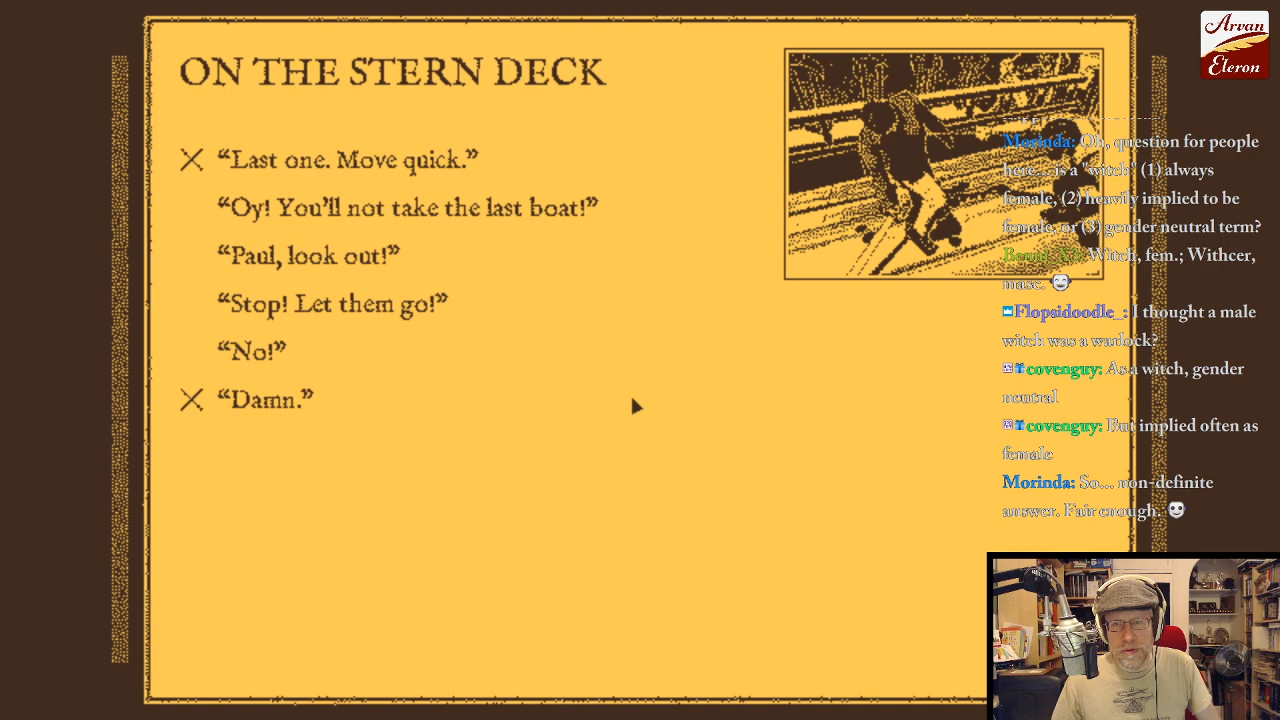 ON THE STERN DECK
“Last one. Move quick.”
“Oy! You’ll not take the last boat!”
“Paul, look out!”
“Stop! Let them go!”
“No!”
“Damn.”
Arvan
Eleron
Morinda: Oh, question for people
here... is a "witch" (1) always
female, (2) heavily implied to be
female, or (3) gender neutral term?
Witch, fem.; Withcer,
masc.
Flopsidoodle_: I thought a male
witch was a warlock?
covenguy: As a witch, gender
neutral
covenguy: But implied often as
female
Morinda: So... non-definite
answer. Fair enough.